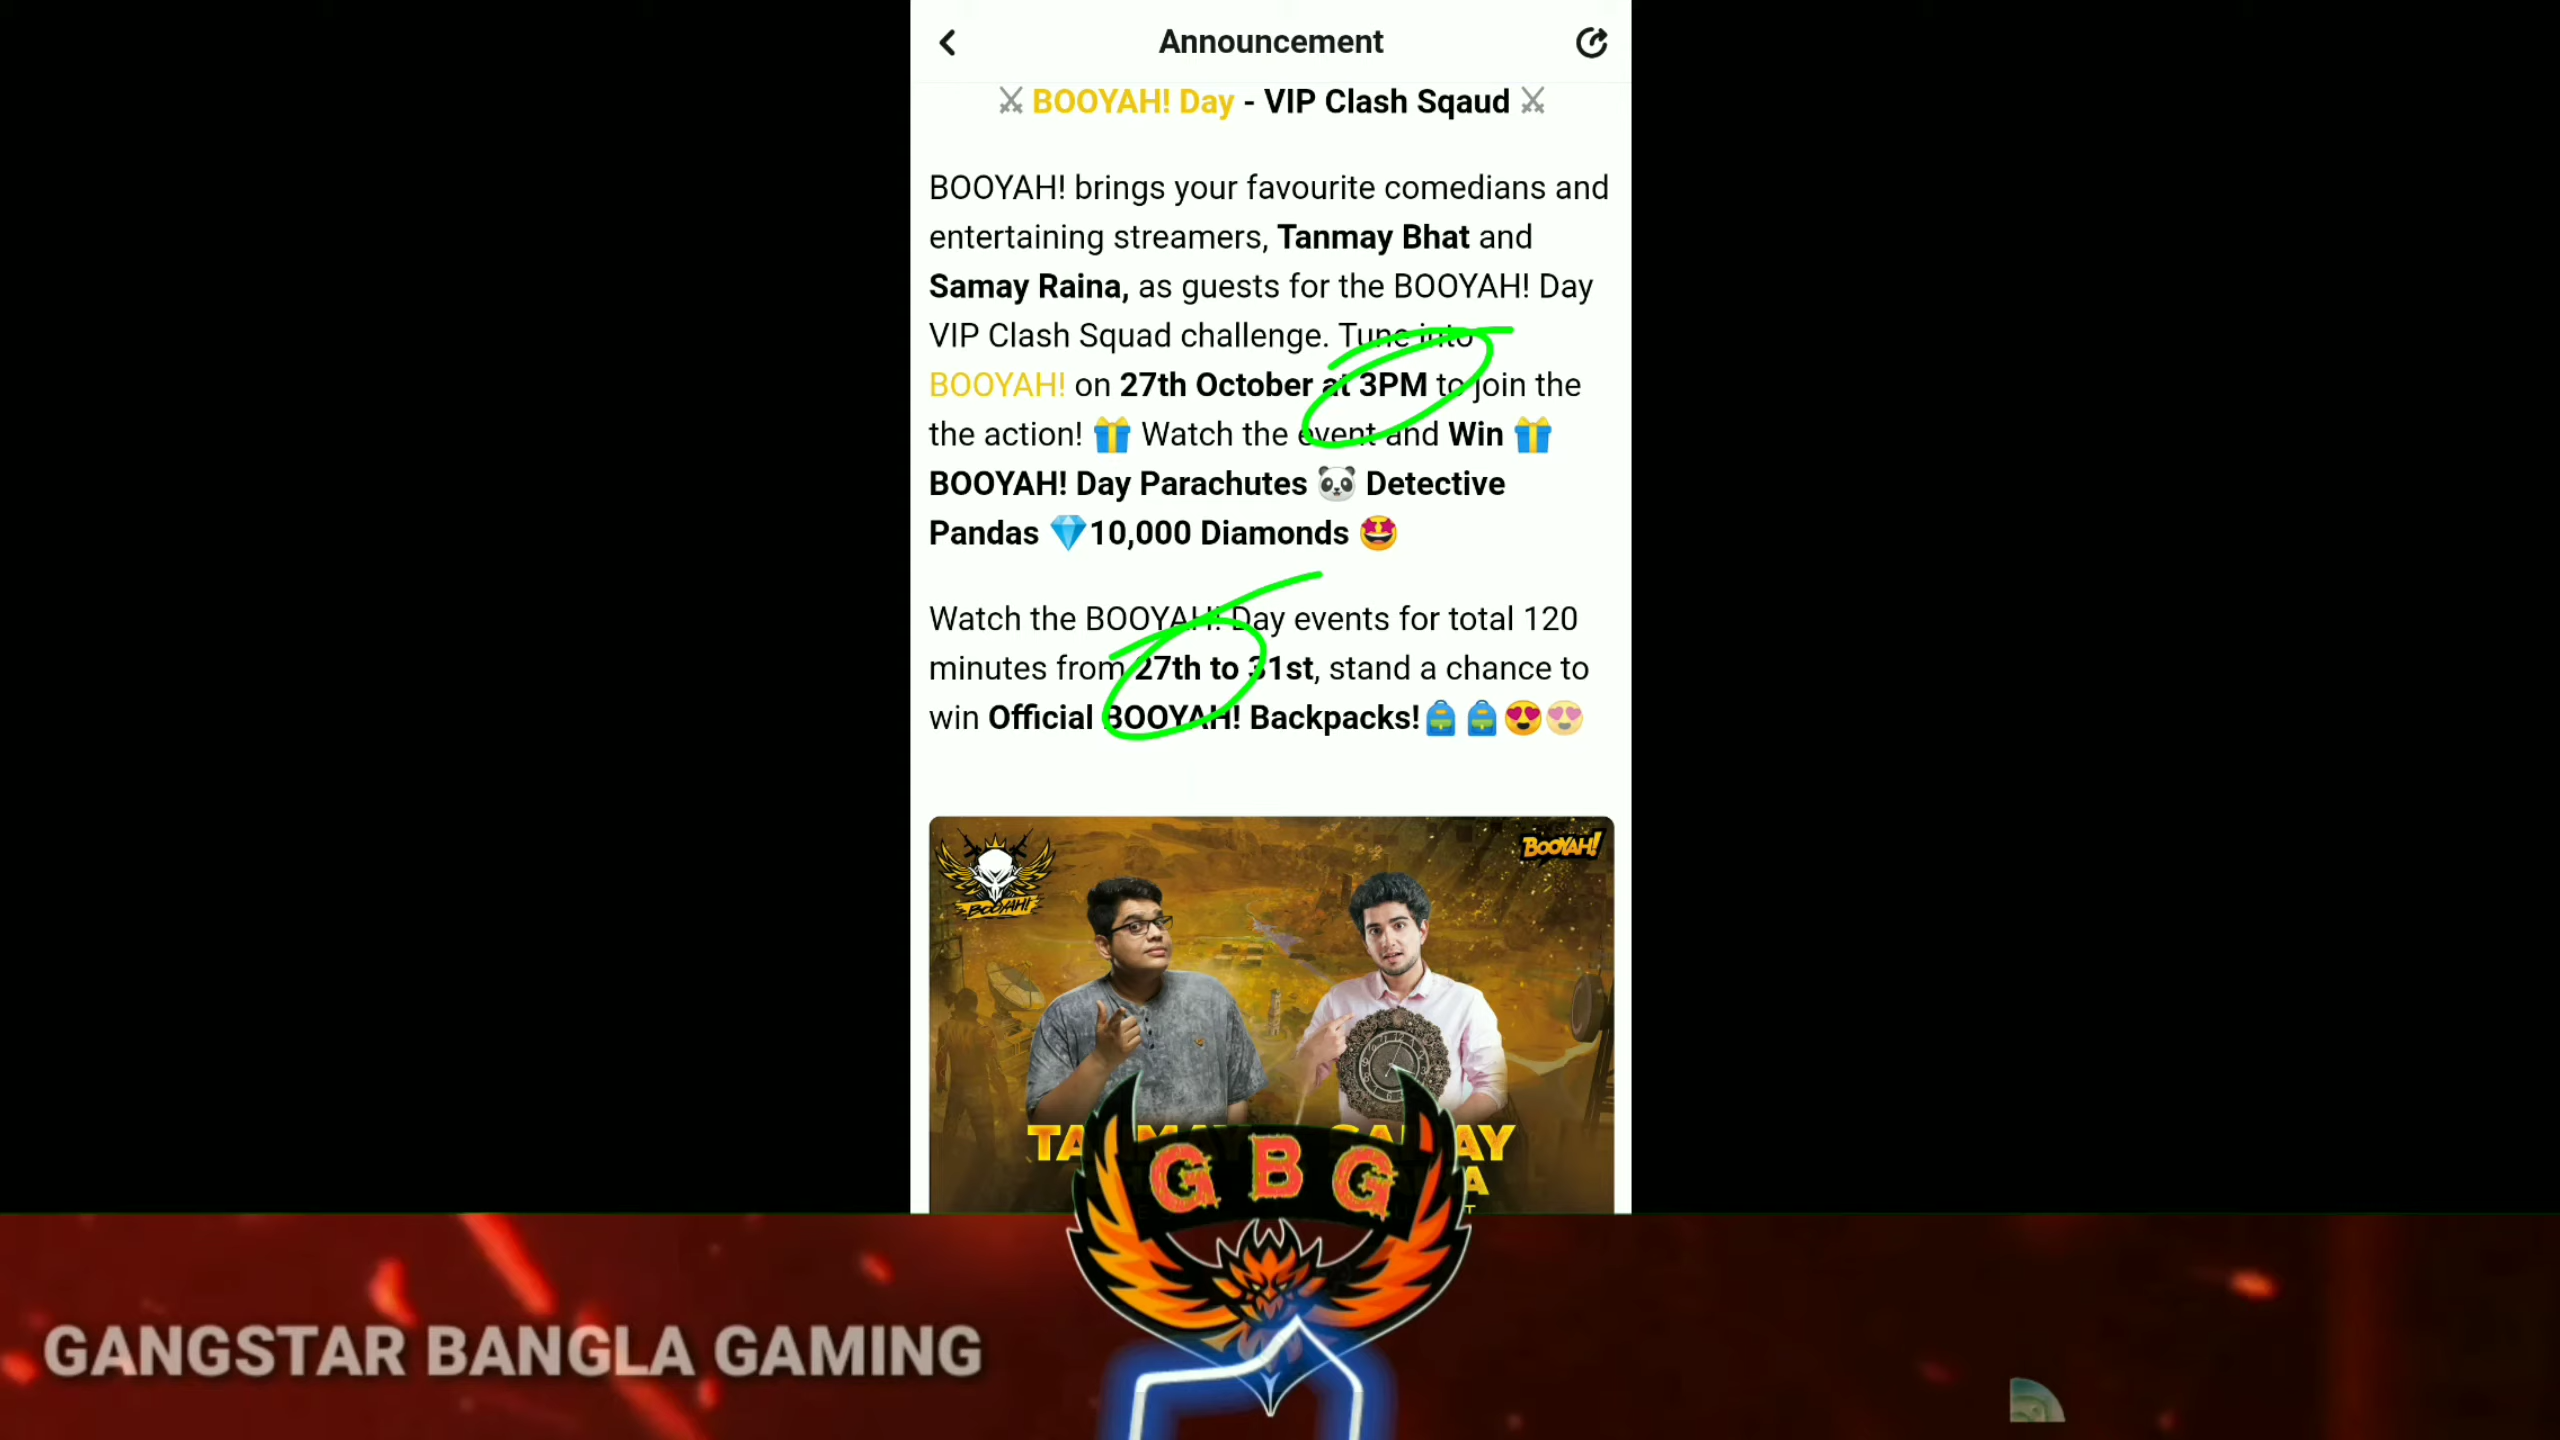 Announcement
BOOYAH! Day - VIP Clash Sqaud
BOOYAH! brings your favourite comedians and
entertaining streamers, Tanmay Bhat and
Samay Raina, as guests for the BOOYAH! Day
VIP Clash Squad challenge. Tune into
BOOYAH! on 27th October at 3PM to join the
the action! 🎁 Watch the event and Win 🎁
BOOYAH! Day Parachutes 🐼 Detective
Pandas 💎10,000 Diamonds 🤩
Watch the BOOYAH! Day events for total 120
minutes from 27th to 31st, stand a chance to
win Official BOOYAH! Backpacks!🎒🎒😍😍
BOOYAH!
BOOYAH!
GBG
GANGSTAR BANGLA GAMING